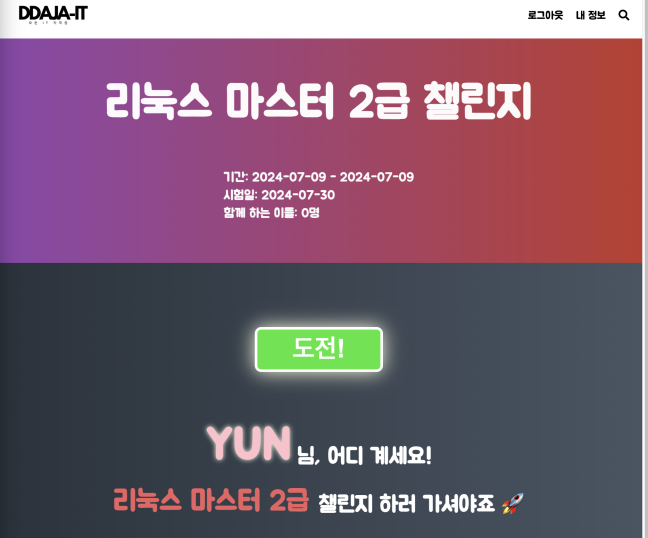 DDAJA-IT
로그아웃 내 정보
리눅스 마스터 2급 챌린지
기간: 2024-07-09 - 2024-07-09
시험일: 2024-07-30
함께 하는 이들: 0명
도전!
YUN 님, 어디 계세요!
리눅스 마스터 2급 챌린지 하러 가셔야죠 🚀